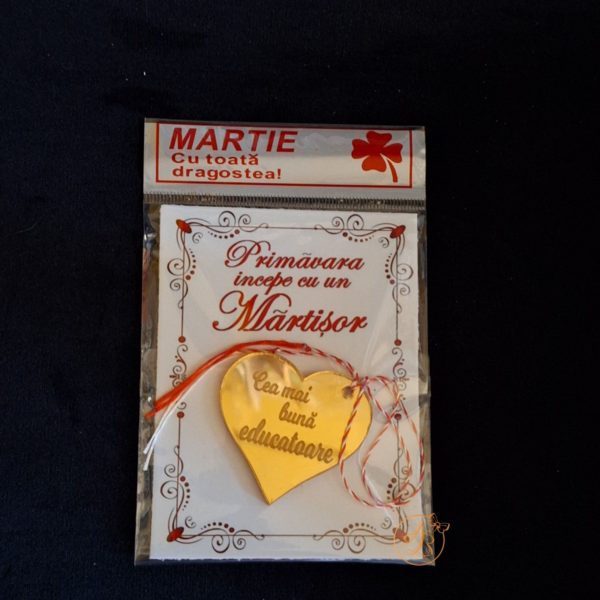 MARTIE
Cu toată
dragostea!
Primăvara
începe cu un
Mărțișor
Cea mai
bună
educatoare